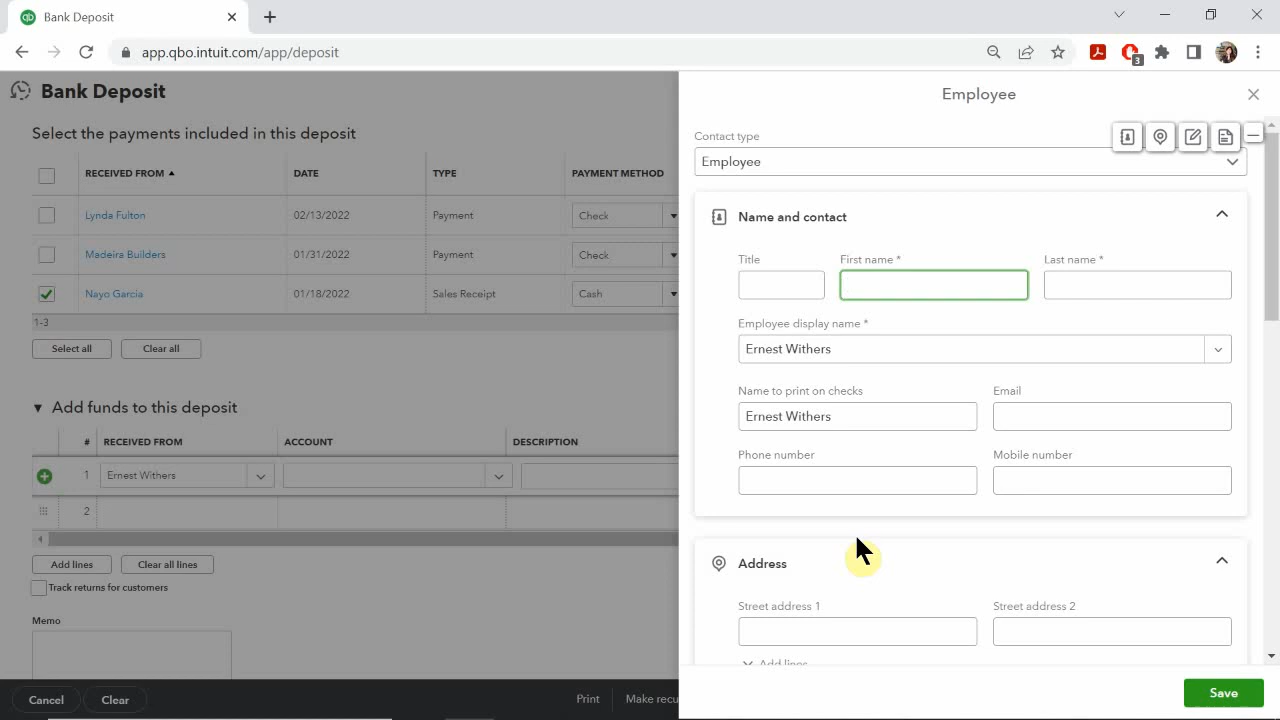 Bank Deposit
app.qbo.intuit.com/app/deposit
3
Bank Deposit
Select the payments included in this deposit
RECEIVED FROM DATE TYPE PAYMENT METHOD
Lynda Fulton 02/13/2022 Payment Check
Madeira Builders 01/31/2022 Payment Check
Nayo Garcia 01/18/2022 Sales Receipt Cash
1-3
Select all Clear all
Add funds to this deposit
# RECEIVED FROM ACCOUNT DESCRIPTION
1 Ernest Withers
2
Add lines Clear all lines
Track returns for customers
Memo
Cancel Clear Print Make recu
Employee
Contact type
Employee
Name and contact
Title First name * Last name *
Employee display name *
Ernest Withers
Name to print on checks Email
Ernest Withers
Phone number Mobile number
Address
Street address 1 Street address 2
Add lines
Save